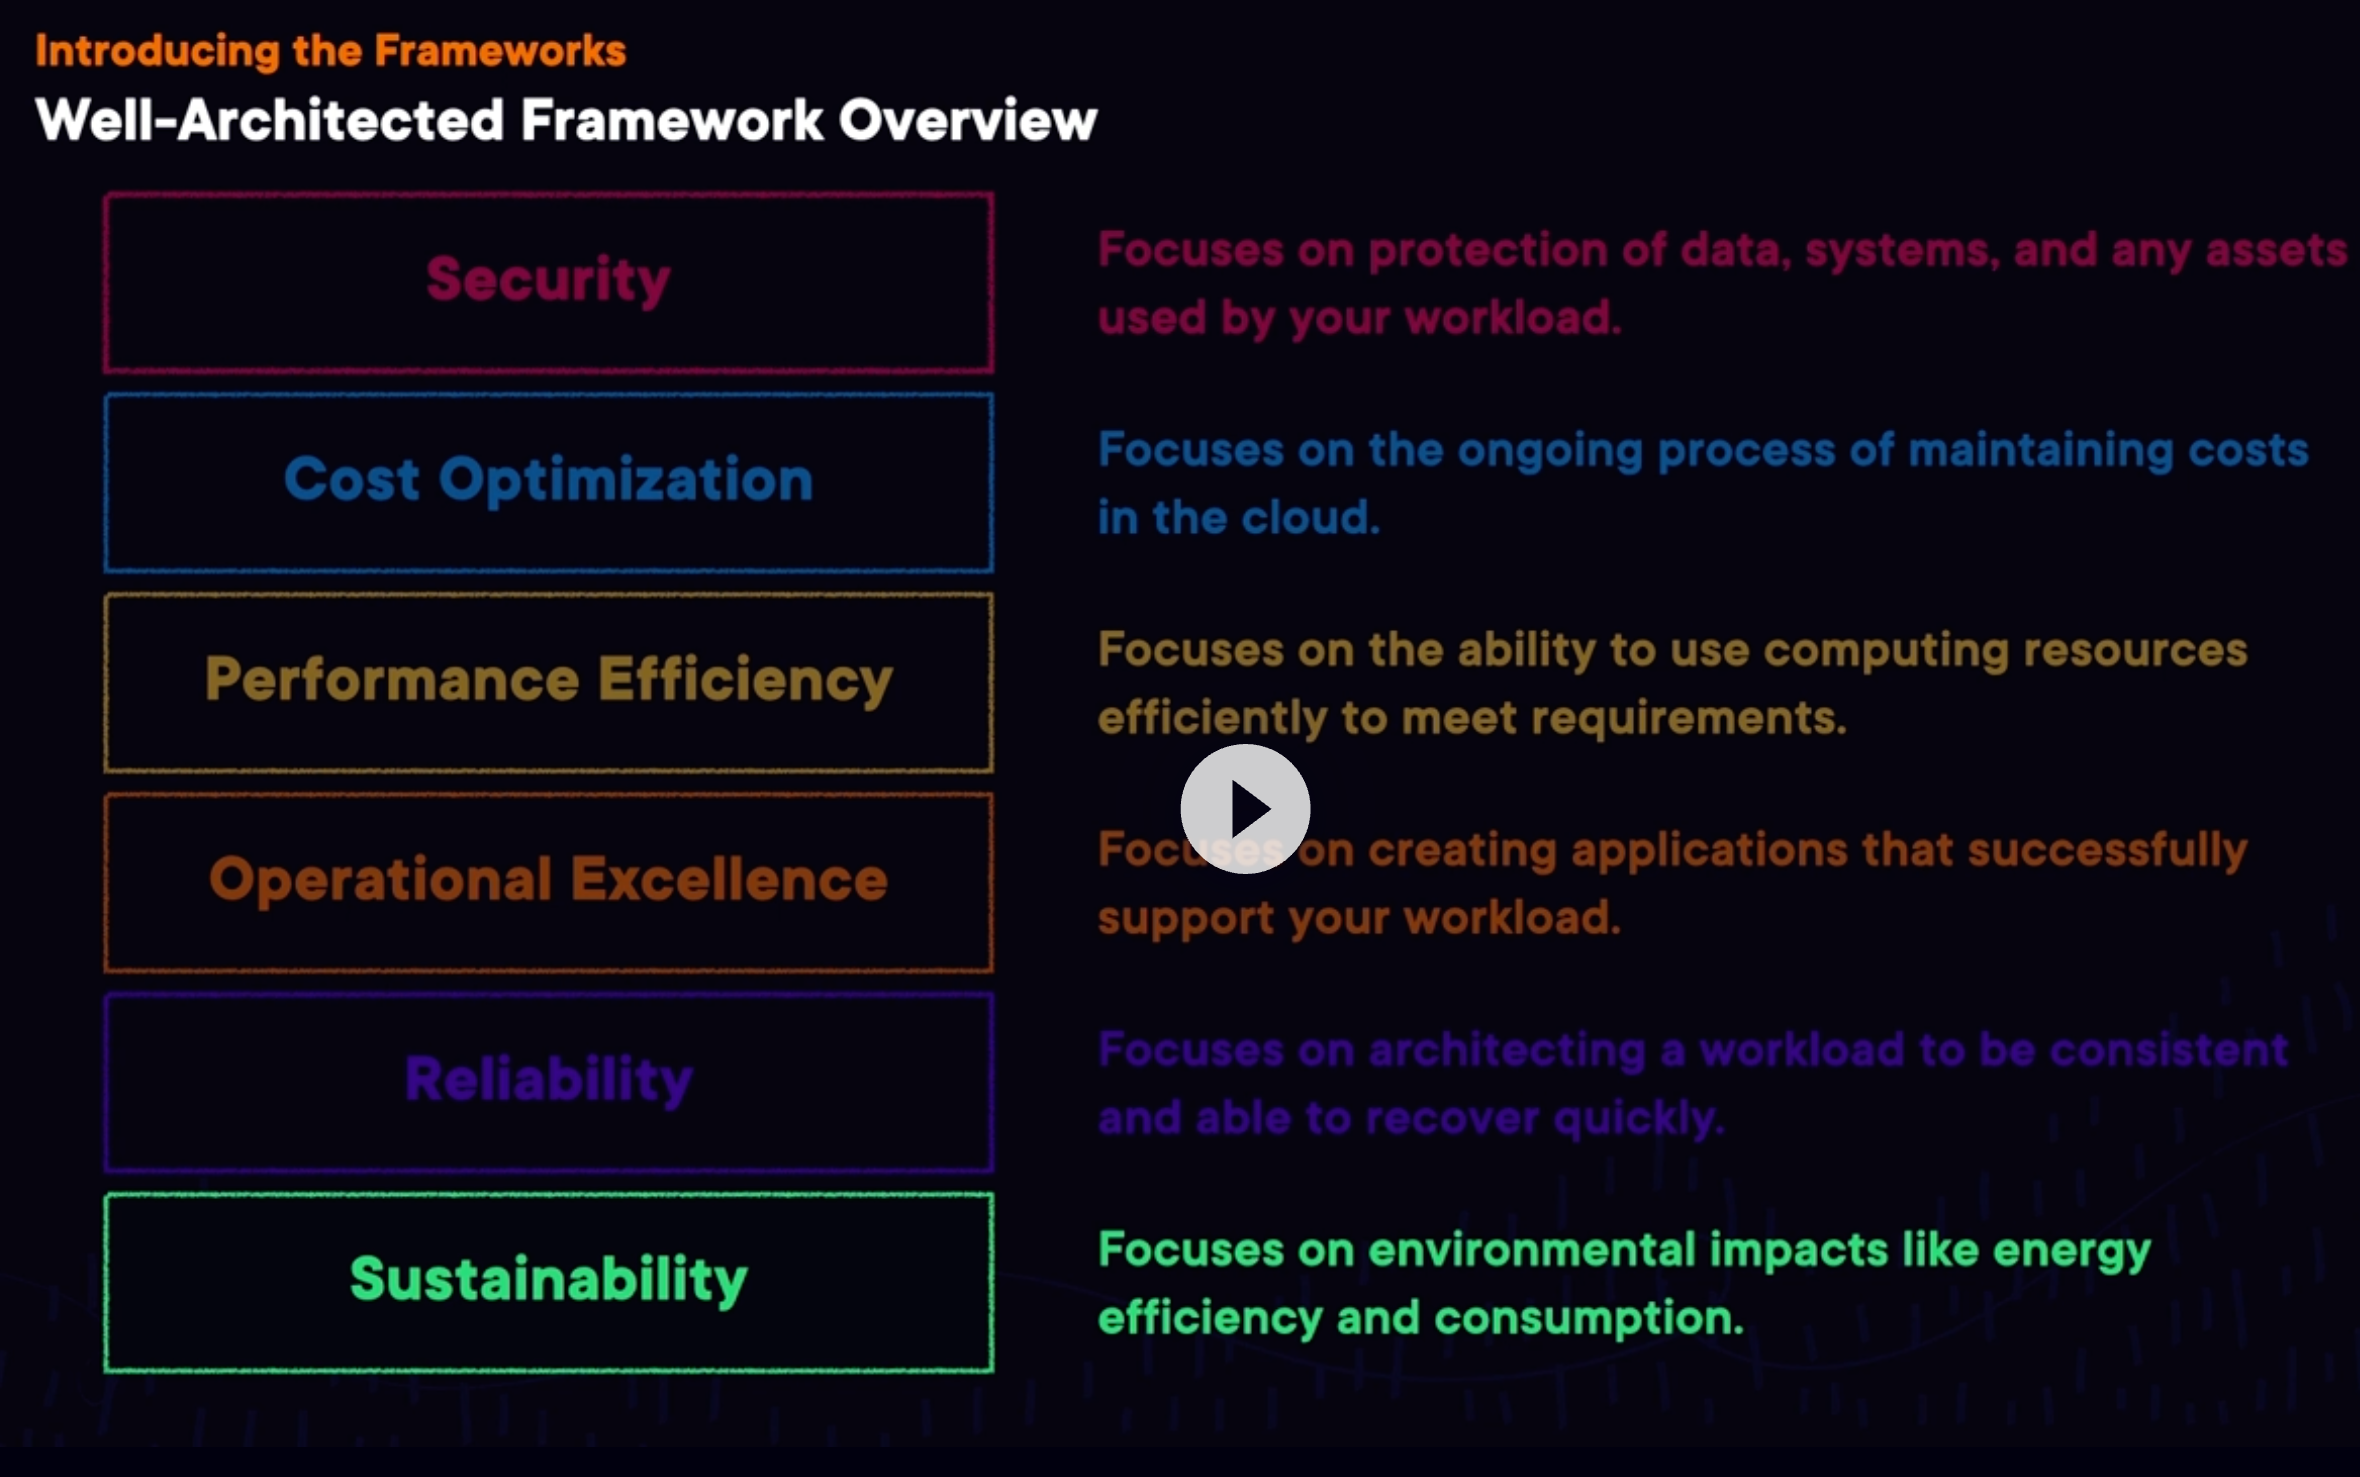 Introducing the Frameworks
Well-Architected Framework Overview
Security
Focuses on protection of data, systems, and any assets
used by your workload.
Cost Optimization
Focuses on the ongoing process of maintaining costs
in the cloud.
Performance Efficiency
Focuses on the ability to use computing resources
efficiently to meet requirements.
Operational Excellence
Focuses on creating applications that successfully
support your workload.
Reliability
Focuses on architecting a workload to be consistent
and able to recover quickly.
Sustainability
Focuses on environmental impacts like energy
efficiency and consumption.